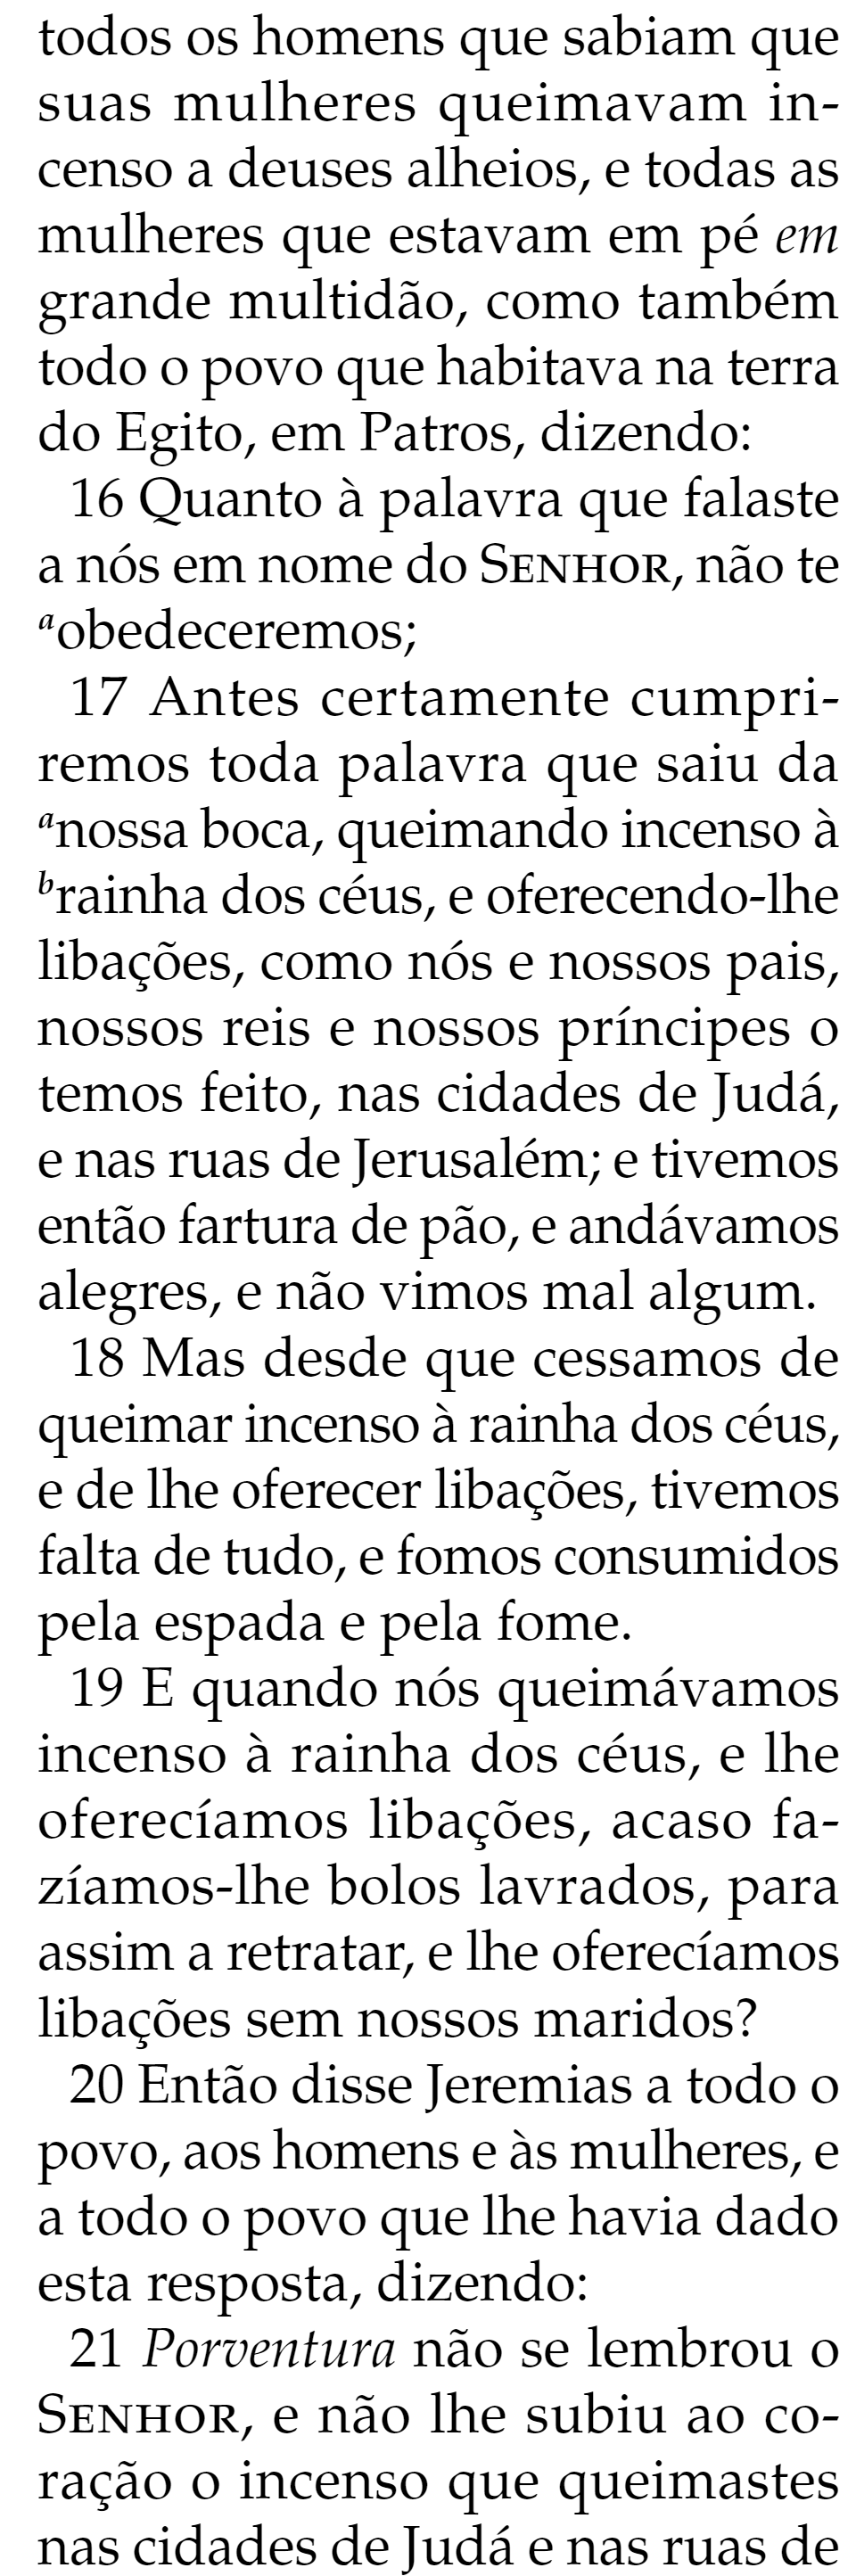 todos os homens que sabiam que
suas mulheres queimavam in-
censo a deuses alheios, e todas as
mulheres que estavam em pé em
grande multidão, como também
todo o povo que habitava na terra
do Egito, em Patros, dizendo:
16 Quanto à palavra que falaste
a nós em nome do SENHOR, não te
aobedeceremos;
17 Antes certamente cumpri-
remos toda palavra que saiu da
anossa boca, queimando incenso à
brainha dos céus, e oferecendo-lhe
libações, como nós e nossos pais,
nossos reis e nossos príncipes o
temos feito, nas cidades de Judá,
e nas ruas de Jerusalém; e tivemos
então fartura de pão, e andávamos
alegres, e não vimos mal algum.
18 Mas desde que cessamos de
queimar incenso à rainha dos céus,
e de lhe oferecer libações, tivemos
falta de tudo, e fomos consumidos
pela espada e pela fome.
19 E quando nós queimávamos
incenso à rainha dos céus, e lhe
oferecíamos libações, acaso fa-
zíamos-lhe bolos lavrados, para
assim a retratar, e lhe oferecíamos
libações sem nossos maridos?
20 Então disse Jeremias a todo o
povo, aos homens e às mulheres, e
a todo o povo que lhe havia dado
esta resposta, dizendo:
21 Porventura não se lembrou o
SENHOR, e não lhe subiu ao co-
ração o incenso que queimastes
nas cidades de Judá e nas ruas de